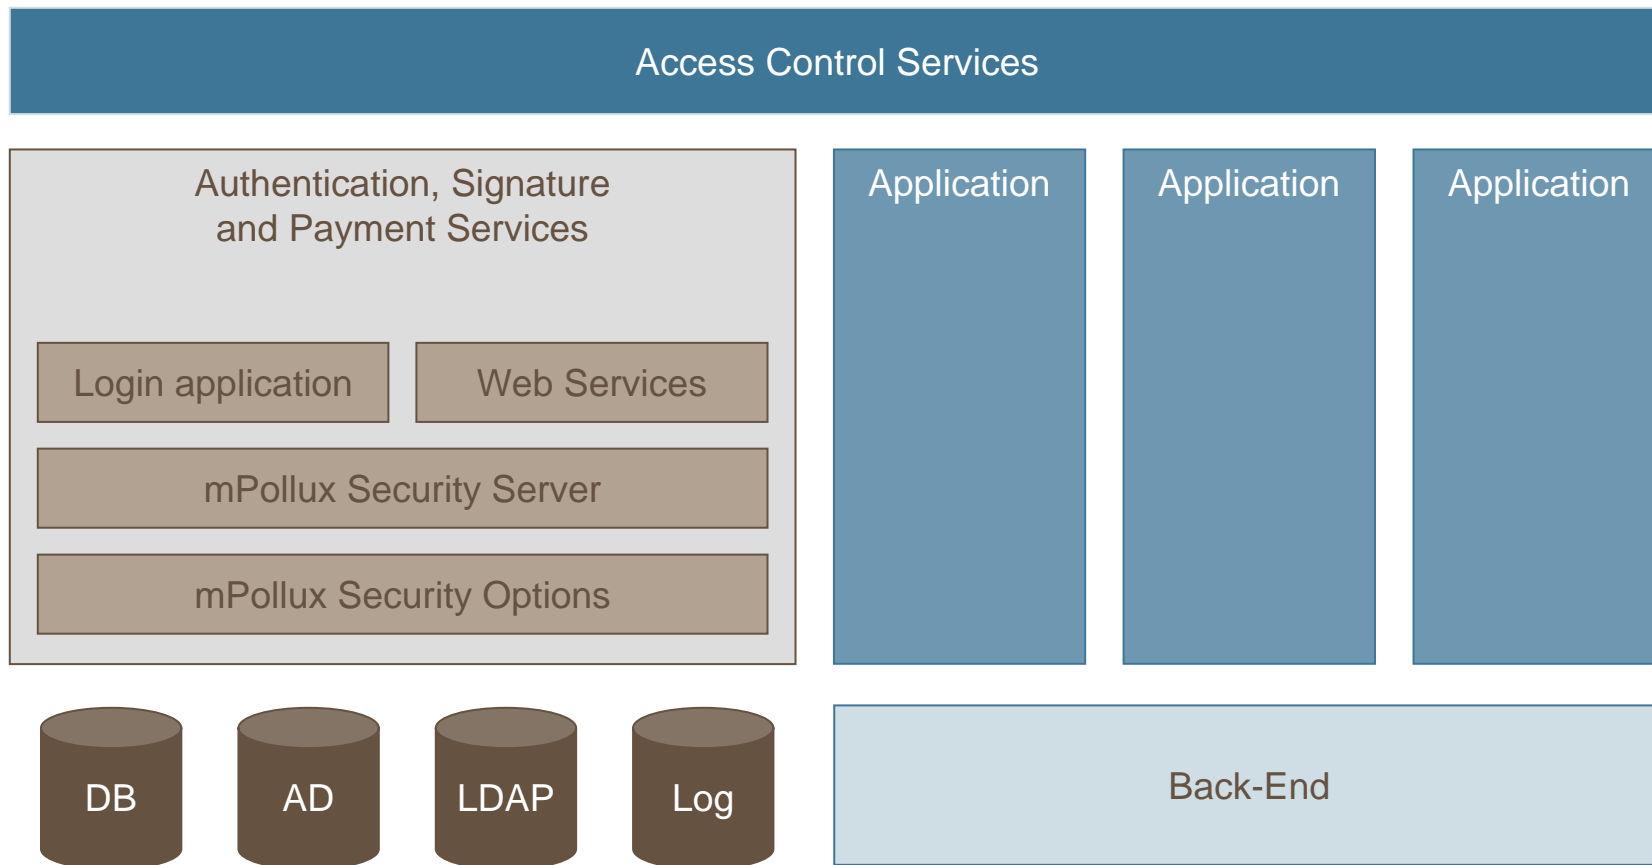 Access Control Services
Authentication, Signature
and Payment Services
Application
Application
Application
Login application
Web Services
mPollux Security Server
mPollux Security Options
DB
AD
LDAP
Log
Back-End